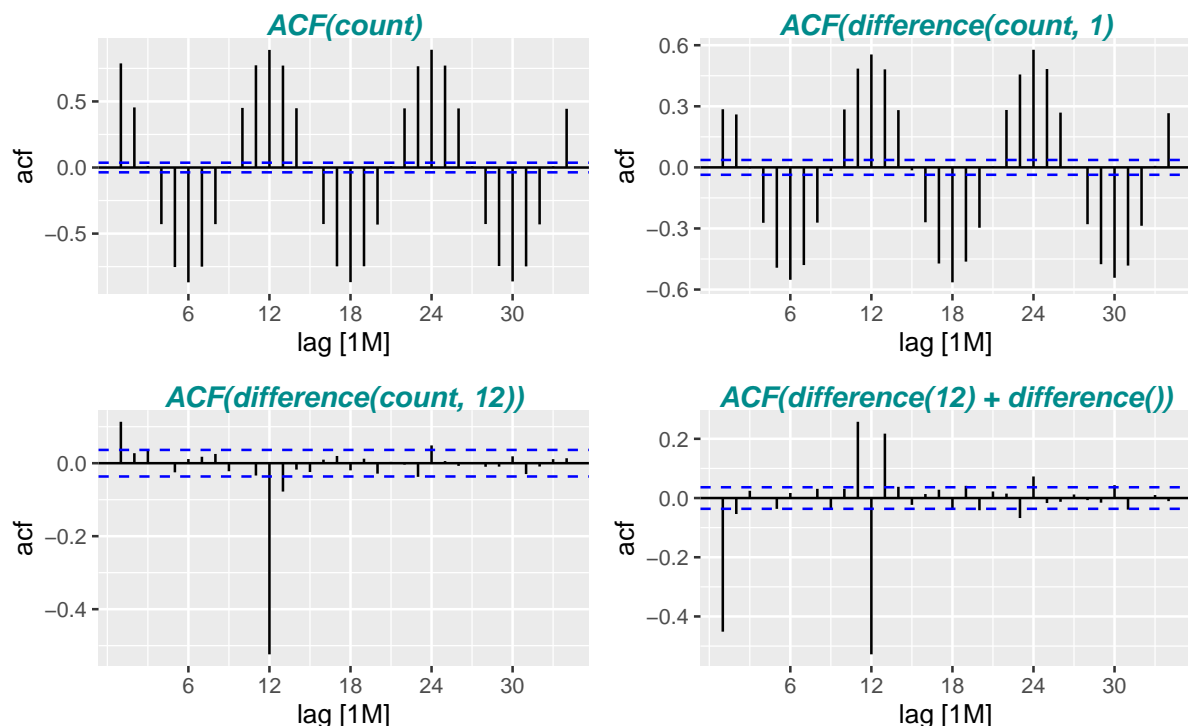 ACF(count)
acf
0.5
0.0
−0.5
6 12 18 24 30
lag [1M]
ACF(difference(count, 1)
acf
0.6
0.3
0.0
−0.3
−0.6
6 12 18 24 30
lag [1M]
ACF(difference(count, 12))
acf
0.0
−0.2
−0.4
6 12 18 24 30
lag [1M]
ACF(difference(12) + difference())
acf
0.2
0.0
−0.2
−0.4
6 12 18 24 30
lag [1M]